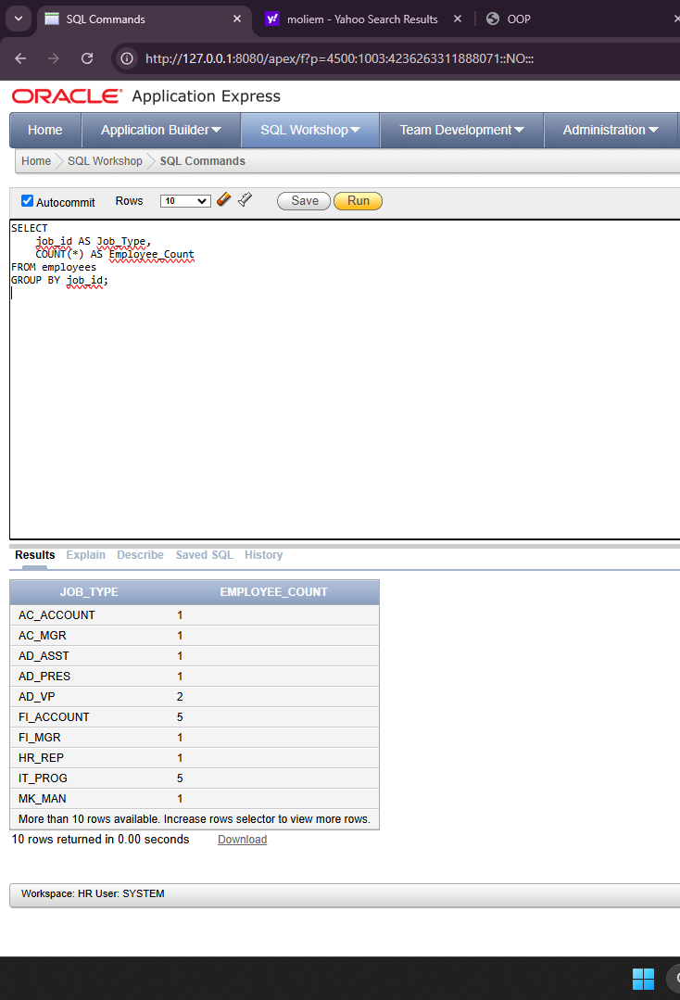 SQL Commands
moliem - Yahoo Search Results
OOP
http://127.0.0.1:8080/apex/f?p=4500:1003:4236263311888071::NO:::
ORACLE Application Express
Home
Application Builder
SQL Workshop
Team Development
Administration
Home SQL Workshop SQL Commands
Autocommit Rows 10 Save Run
SELECT
    job_id AS Job_Type,
    COUNT(*) AS Employee_Count
FROM employees
GROUP BY job_id;
Results Explain Describe Saved SQL History
JOB_TYPE EMPLOYEE_COUNT
AC_ACCOUNT 1
AC_MGR 1
AD_ASST 1
AD_PRES 1
AD_VP 2
FI_ACCOUNT 5
FI_MGR 1
HR_REP 1
IT_PROG 5
MK_MAN 1
More than 10 rows available. Increase rows selector to view more rows.
10 rows returned in 0.00 seconds Download
Workspace: HR User: SYSTEM